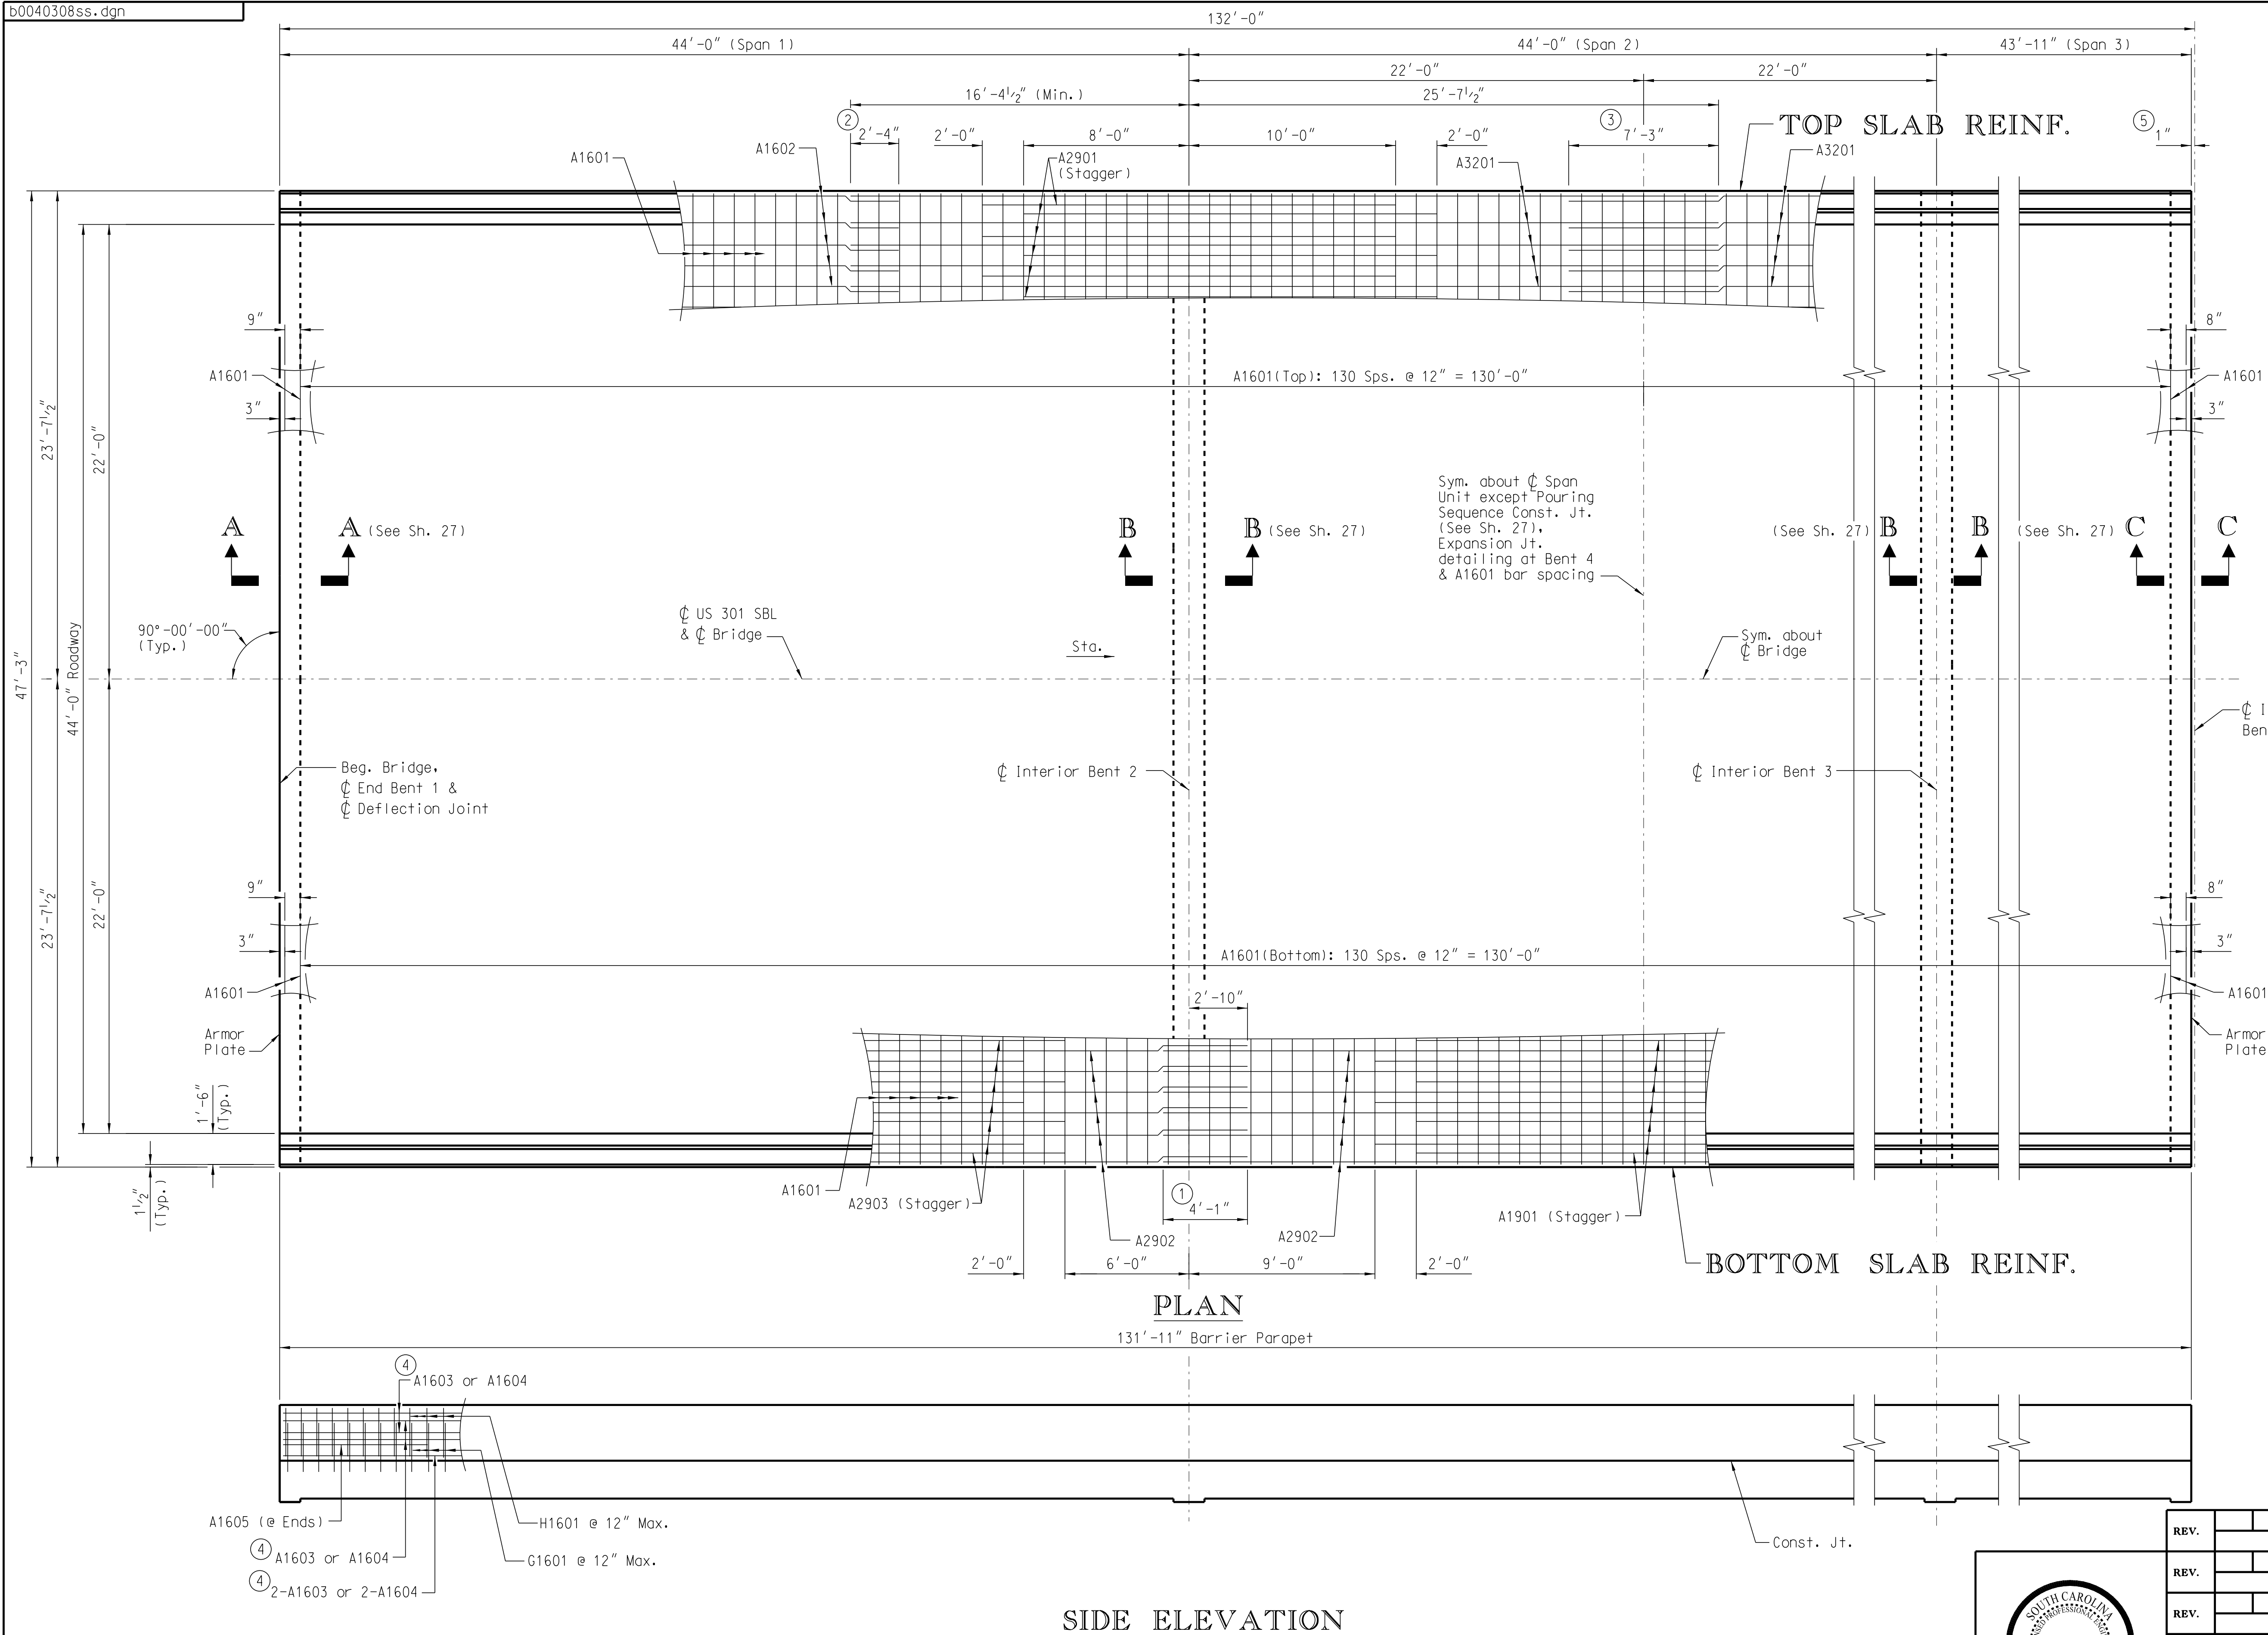 b0040308ss.dgn
132'-0"
44'-0" (Span 1)
44'-0" (Span 2)
43'-11" (Span 3)
22'-0"
22'-0"
16'-4 1/2" (Min.)
25'-7 1/2"
2
2'-4"
2'-0"
8'-0"
10'-0"
2'-0"
3
7'-3"
TOP SLAB REINF.
5
1"
A1601
A1602
A2901
(Stagger)
A3201
A3201
9"
8"
A1601
A1601(Top): 130 Sps. @ 12" = 130'-0"
A1601
3"
3"
23'-7 1/2"
22'-0"
Sym. about ℄ Span
Unit except Pouring
Sequence Const. Jt.
(See Sh. 27),
Expansion Jt.
detailing at Bent 4
& A1601 bar spacing
A
A (See Sh. 27)
B
B (See Sh. 27)
(See Sh. 27) B
B
(See Sh. 27) C
C
90°-00'-00"
(Typ.)
℄ US 301 SBL
& ℄ Bridge
Sta.
Sym. about
℄ Bridge
47'-3"
44'-0" Roadway
℄ I
Ben
Beg. Bridge,
℄ End Bent 1 &
℄ Deflection Joint
℄ Interior Bent 2
℄ Interior Bent 3
23'-7 1/2"
22'-0"
9"
8"
3"
3"
A1601(Bottom): 130 Sps. @ 12" = 130'-0"
A1601
A1601
2'-10"
Armor
Plate
Armor
Plate
1'-6"
(Typ.)
1 1/2"
(Typ.)
A1601
A2903 (Stagger)
1
4'-1"
A2902
A2902
A1901 (Stagger)
2'-0"
6'-0"
9'-0"
2'-0"
BOTTOM SLAB REINF.
PLAN
131'-11" Barrier Parapet
4
A1603 or A1604
A1605 (@ Ends)
H1601 @ 12" Max.
4 A1603 or A1604
G1601 @ 12" Max.
4 2-A1603 or 2-A1604
Const. Jt.
SIDE ELEVATION
REV.
REV.
REV.
SOUTH CAROLINA